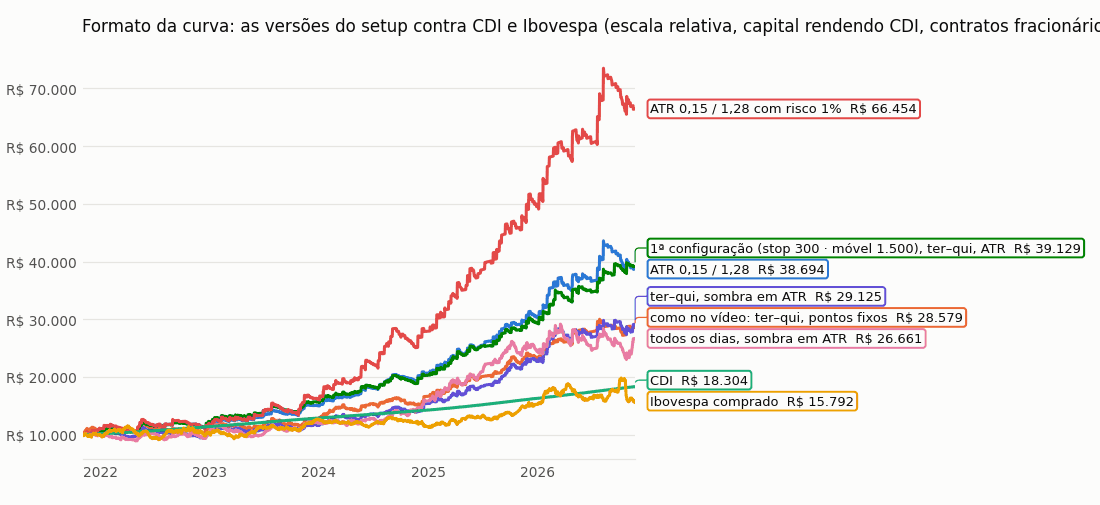 Formato da curva: as versões do setup contra CDI e Ibovespa (escala relativa, capital rendendo CDI, contratos fracionário
R$ 70.000
R$ 60.000
R$ 50.000
R$ 40.000
R$ 30.000
R$ 20.000
R$ 10.000
2022
2023
2024
2025
2026
ATR 0,15 / 1,28 com risco 1% R$ 66.454
1ª configuração (stop 300 · móvel 1.500), ter–qui, ATR R$ 39.129
ATR 0,15 / 1,28 R$ 38.694
ter–qui, sombra em ATR R$ 29.125
como no vídeo: ter–qui, pontos fixos R$ 28.579
todos os dias, sombra em ATR R$ 26.661
CDI R$ 18.304
Ibovespa comprado R$ 15.792